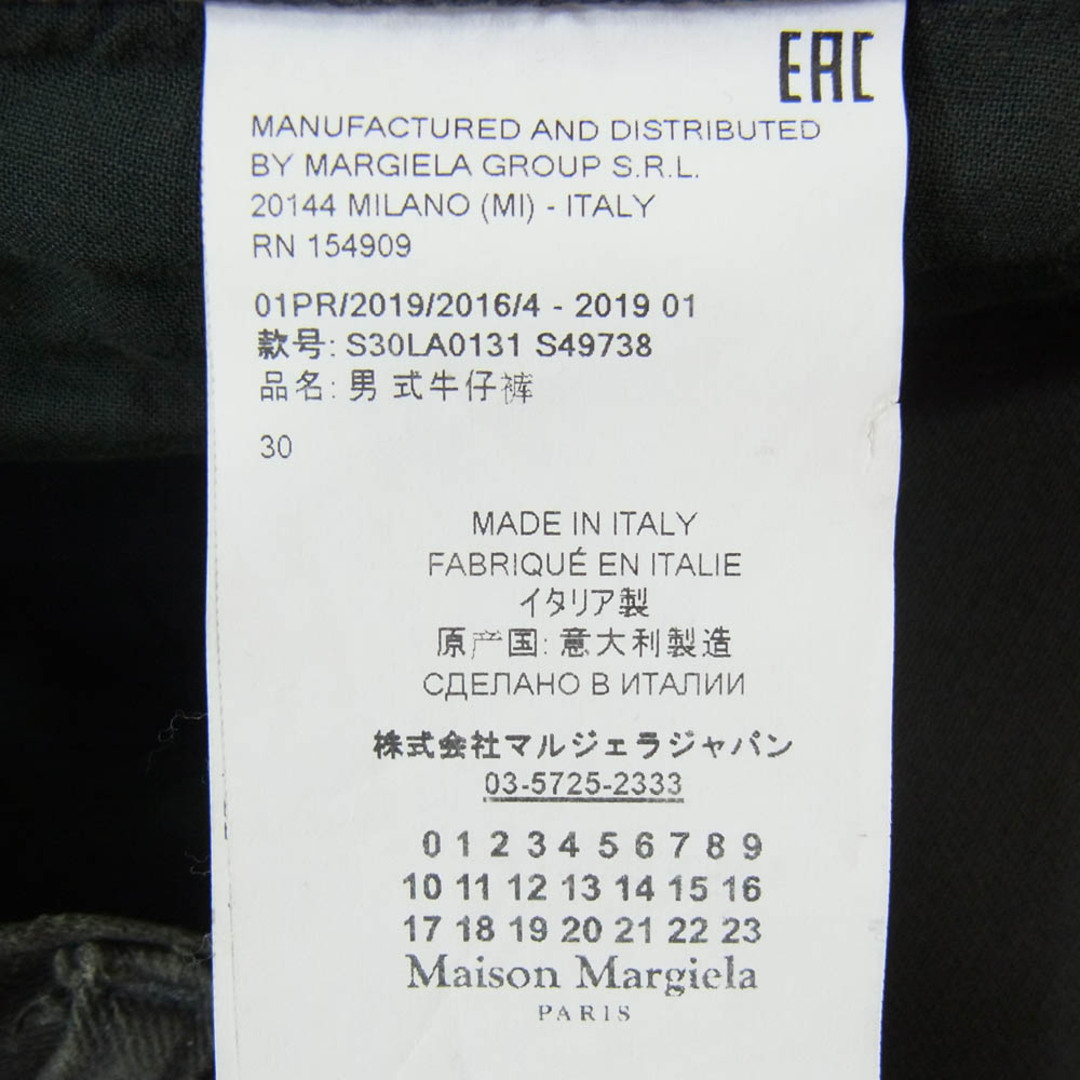 EAC
MANUFACTURED AND DISTRIBUTED
BY MARGIELA GROUP S.R.L.
20144 MILANO (MI) - ITALY
RN 154909
01PR/2019/2016/4 - 2019 01
款号: S30LA0131 S49738
品名: 男 式牛仔裤
30
MADE IN ITALY
FABRIQUÉ EN ITALIE
イタリア製
原产国: 意大利製造
СДЕЛАНО В ИТАЛИИ
株式会社マルジェラジャパン
03-5725-2333
0 1 2 3 4 5 6 7 8 9
10 11 12 13 14 15 16
17 18 19 20 21 22 23
Maison Margiela
PARIS